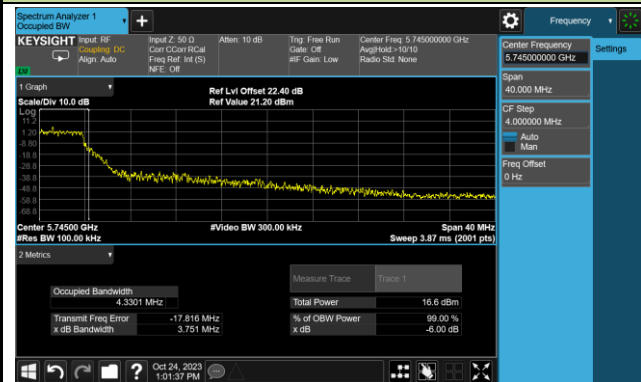 Spectrum Analyzer 1
Occupied BW
Frequency
KEYSIGHT
Input: RF
Coupling: DC
Align: Auto
Input Z: 50 Ω
Corr CCorr RCal
Freq Ref: Int (S)
NFE: Off
Atten: 10 dB
Trig: Free Run
Gate: Off
#IF Gain: Low
Center Freq: 5.745000000 GHz
Avg|Hold:>10/10
Radio Std: None
1 Graph
Scale/Div 10.0 dB
Ref Lvl Offset 22.40 dB
Ref Value 21.20 dBm
Log
11.2
1.20
-8.80
-18.8
-28.8
-38.8
-48.8
-58.8
-68.8
Center 5.74500 GHz
#Res BW 100.00 kHz
#Video BW 300.00 kHz
Span 40 MHz
Sweep 3.87 ms (2001 pts)
2 Metrics
Measure Trace
Trace 1
Occupied Bandwidth
4.3301 MHz
Transmit Freq Error
-17.816 MHz
x dB Bandwidth
3.751 MHz
Total Power
16.6 dBm
% of OBW Power
99.00 %
x dB
-6.00 dB
Oct 24, 2023
1:01:37 PM
Center Frequency
5.745000000 GHz
Settings
Span
40.000 MHz
CF Step
4.000000 MHz
Auto
Man
Freq Offset
0 Hz